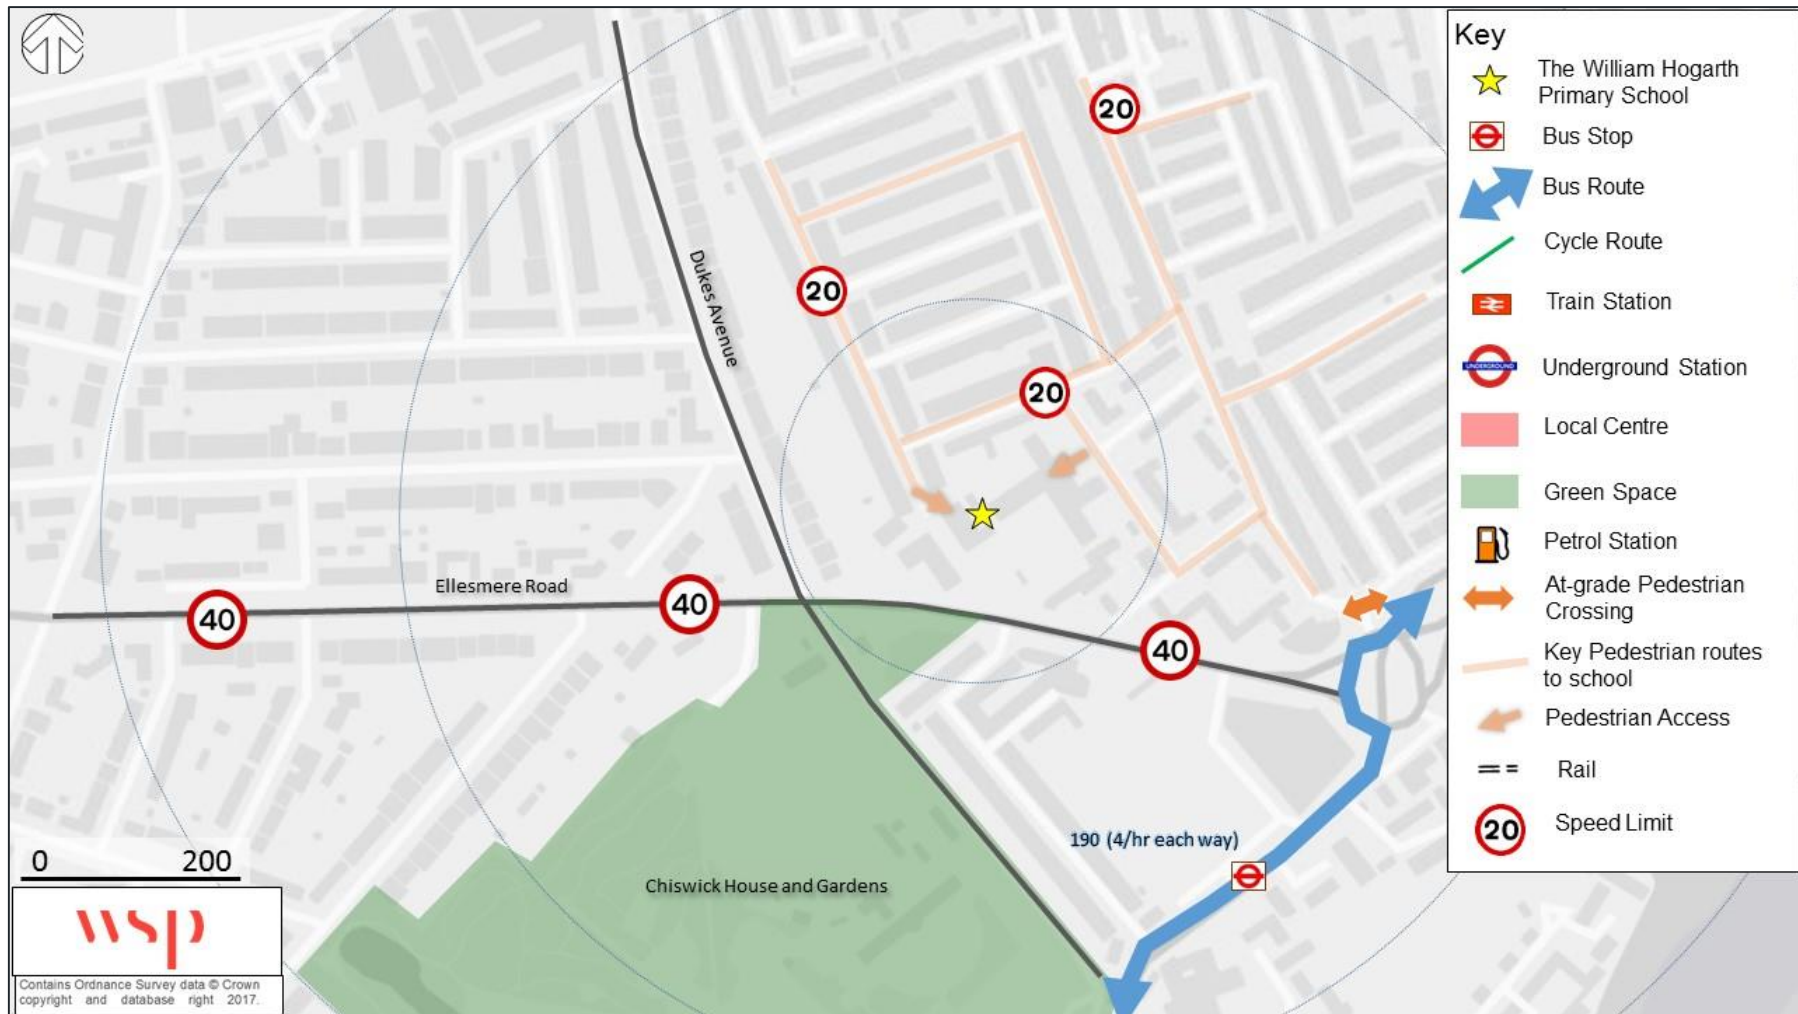 Key
The William Hogarth
Primary School
Bus Stop
Bus Route
Cycle Route
Train Station
UNDERGROUND
Underground Station
Local Centre
Green Space
Petrol Station
At-grade Pedestrian
Crossing
Key Pedestrian routes
to school
Pedestrian Access
Rail
20
Speed Limit
20
20
20
Dukes Avenue
Ellesmere Road
40
40
40
190 (4/hr each way)
Chiswick House and Gardens
0 200
wsp
Contains Ordnance Survey data © Crown
copyright and database right 2017.